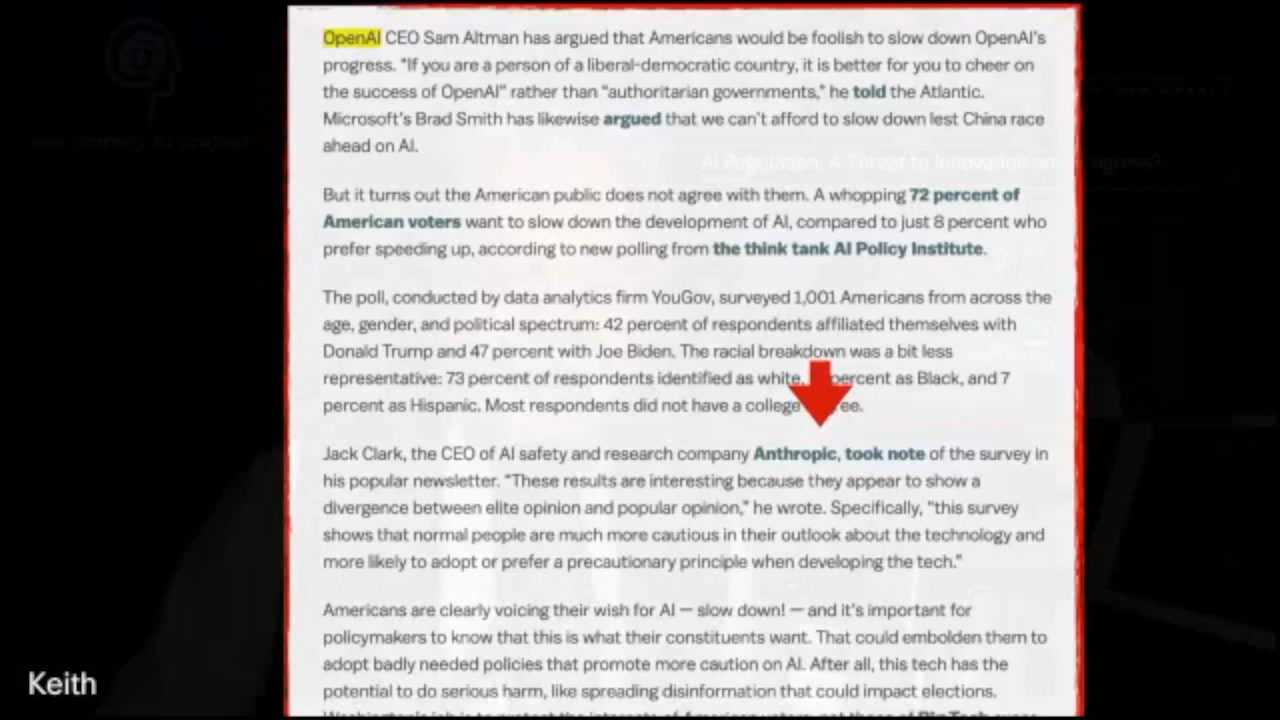 OpenAI CEO Sam Altman has argued that Americans would be foolish to slow down OpenAI's
progress. "If you are a person of a liberal-democratic country, it is better for you to cheer on
the success of OpenAI" rather than "authoritarian governments," he told the Atlantic.
Microsoft's Brad Smith has likewise argued that we can't afford to slow down lest China race
ahead on AI.
AI Regulation: A Threat to Innovation and Progress?
But it turns out the American public does not agree with them. A whopping 72 percent of
American voters want to slow down the development of AI, compared to just 8 percent who
prefer speeding up, according to new polling from the think tank AI Policy Institute.
The poll, conducted by data analytics firm YouGov, surveyed 1,001 Americans from across the
age, gender, and political spectrum: 42 percent of respondents affiliated themselves with
Donald Trump and 47 percent with Joe Biden. The racial breakdown was a bit less
representative: 73 percent of respondents identified as white, percent as Black, and 7
percent as Hispanic. Most respondents did not have a college
Jack Clark, the CEO of AI safety and research company Anthropic, took note of the survey in
his popular newsletter. "These results are interesting because they appear to show a
divergence between elite opinion and popular opinion," he wrote. Specifically, "this survey
shows that normal people are much more cautious in their outlook about the technology and
more likely to adopt or prefer a precautionary principle when developing the tech."
Americans are clearly voicing their wish for AI — slow down! — and it's important for
policymakers to know that this is what their constituents want. That could embolden them to
adopt badly needed policies that promote more caution on AI. After all, this tech has the
potential to do serious harm, like spreading disinformation that could impact elections.
Keith